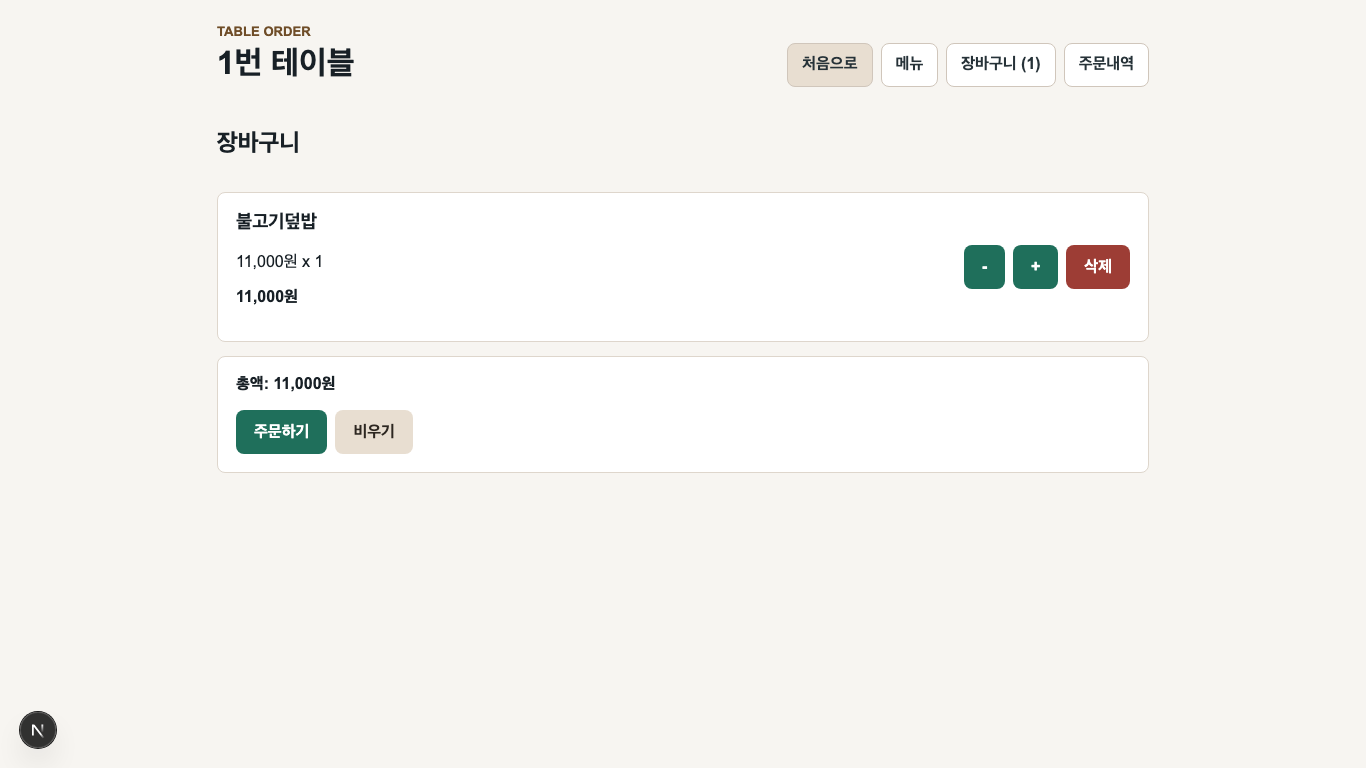 TABLE ORDER
1번 테이블
처음으로
메뉴
장바구니 (1)
주문내역
장바구니
불고기덮밥
11,000원 x 1
11,000원
-
+
삭제
총액: 11,000원
주문하기
비우기
N